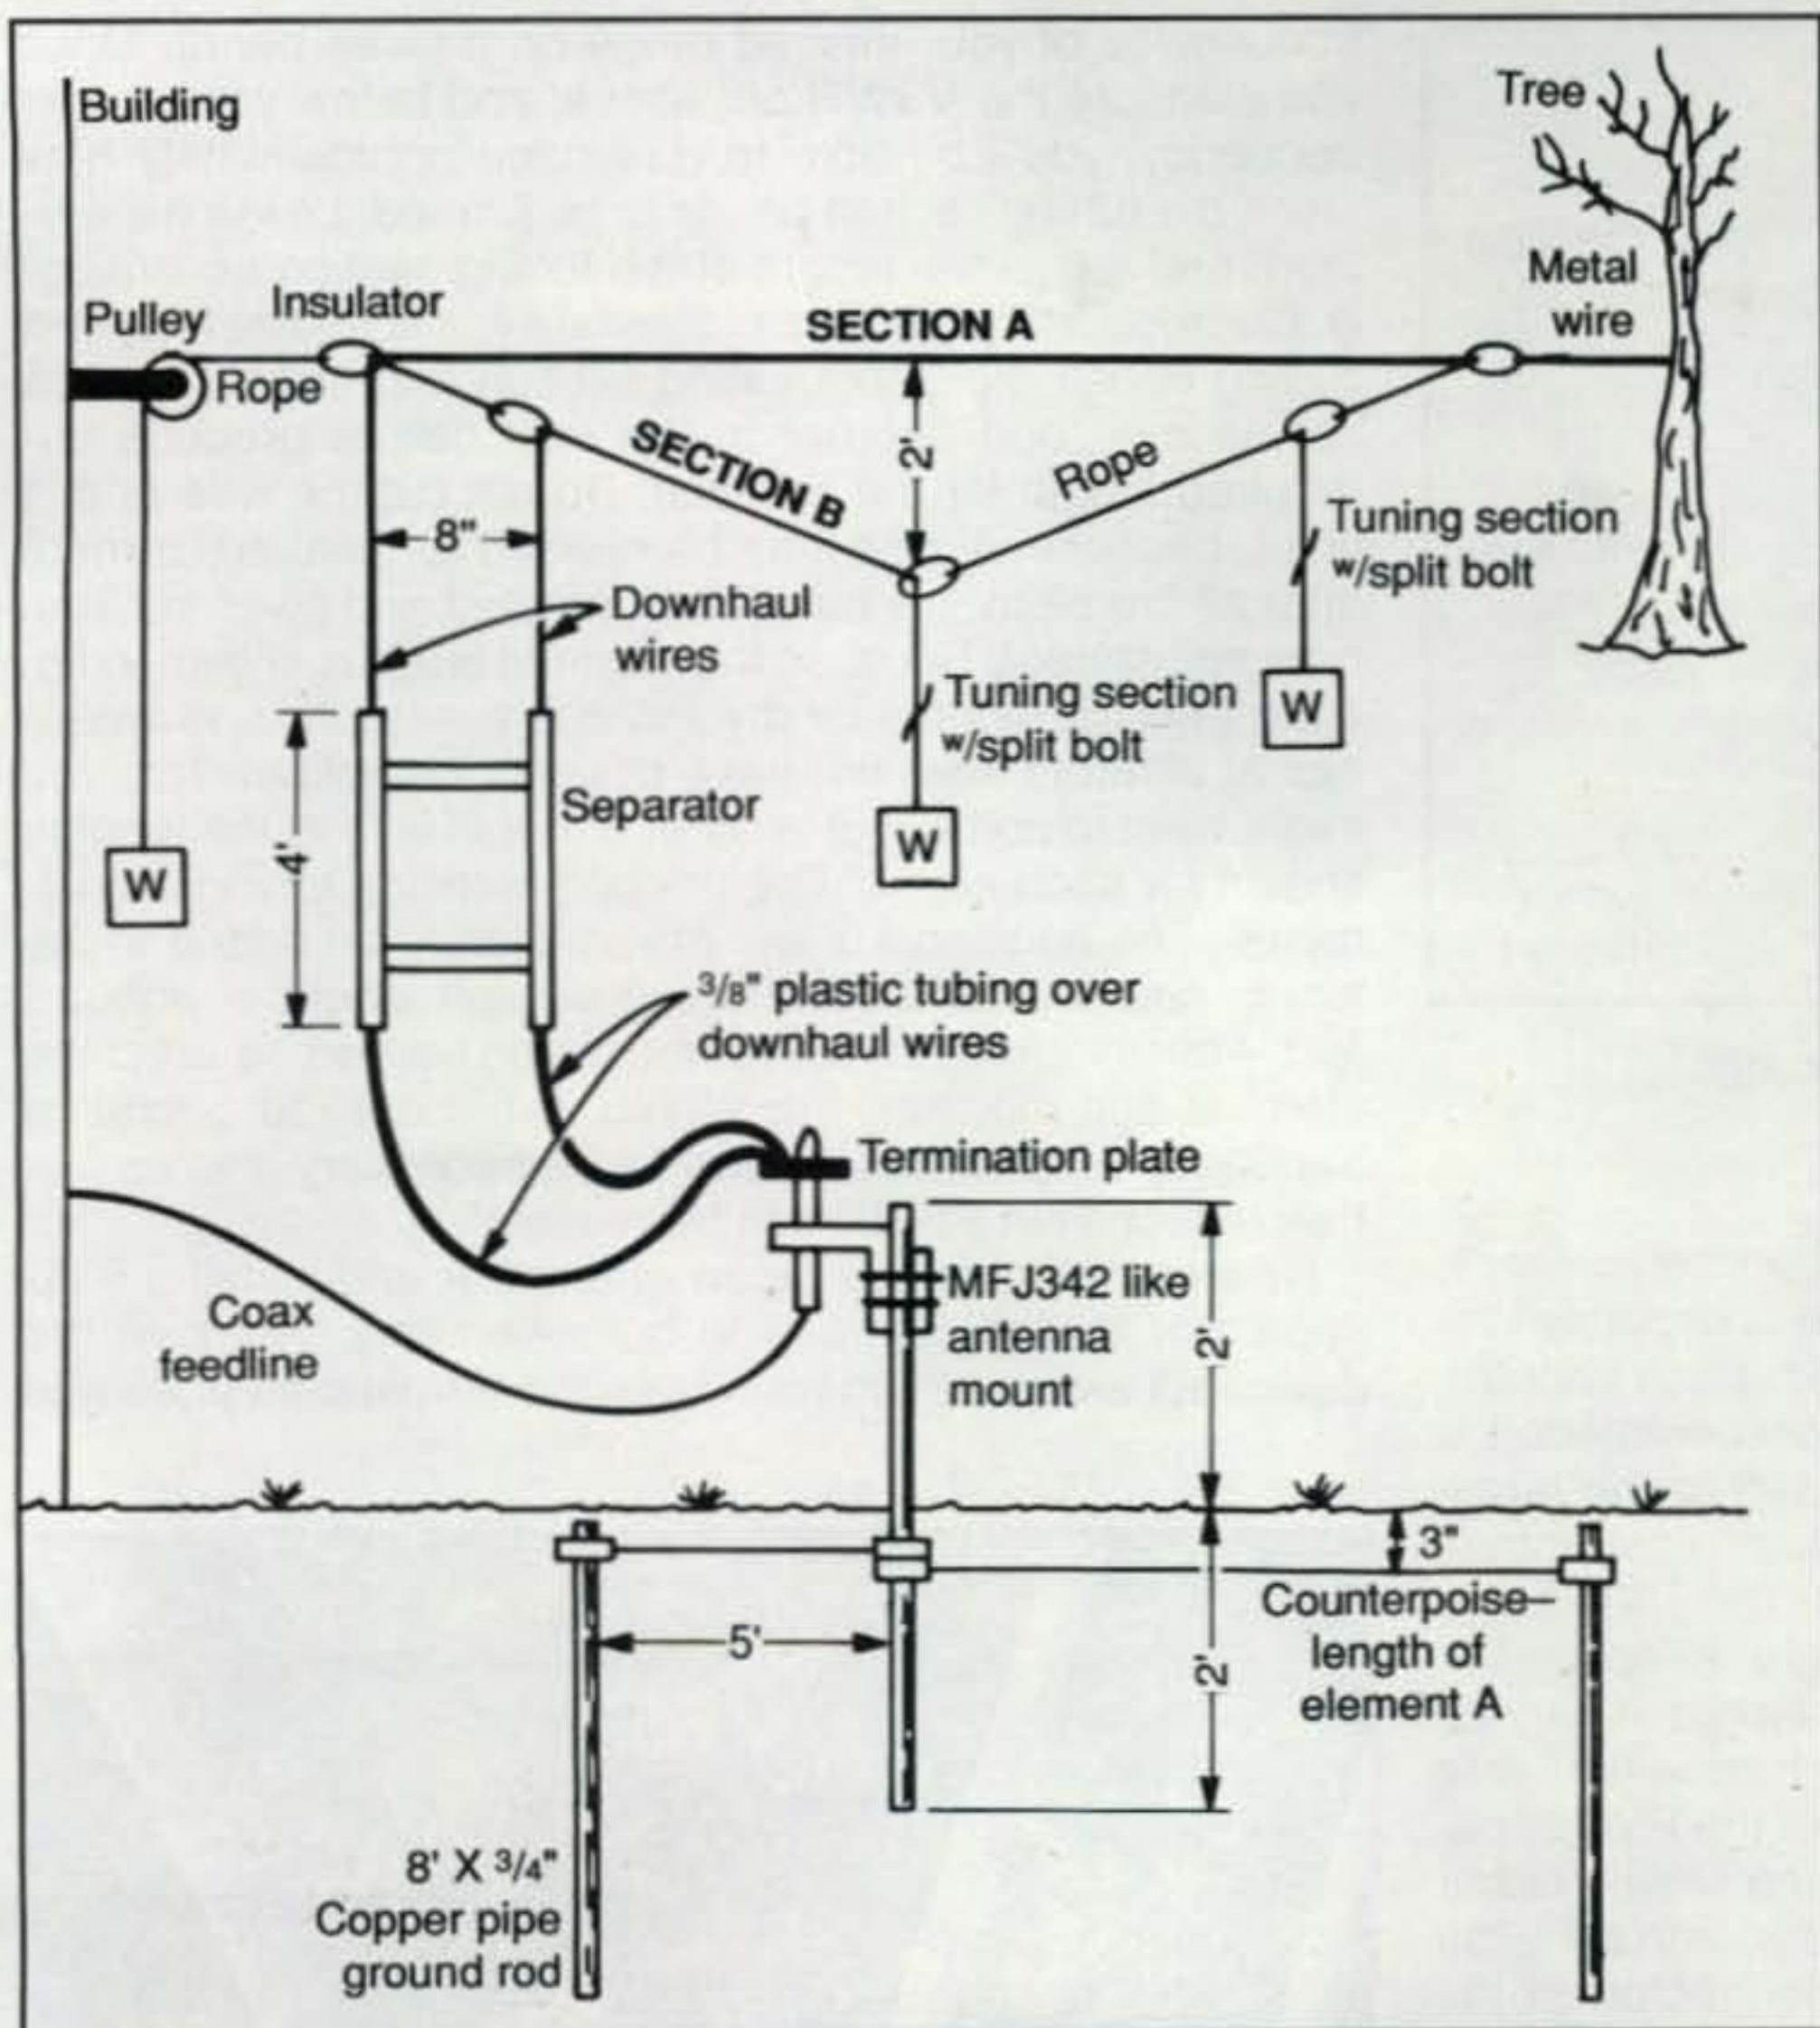 Building
Tree
Metal
wire
Pulley
Insulator
SECTION A
Rope
2'
SECTION B
Rope
8"
Tuning section
w/split bolt
Downhaul
wires
Tuning section
w/split bolt
W
W
W
4'
Separator
3/8" plastic tubing over
downhaul wires
Termination plate
Coax
feedline
MFJ342 like
antenna
mount
2'
3"
Counterpoise–
length of
element A
5'
2'
8' X 3/4"
Copper pipe
ground rod